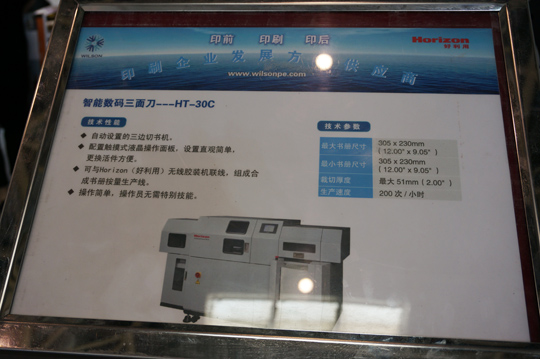 印前 印刷 印后
Horizon
好利用
WILSON
印刷企业发展方
供应商
www.wilsonpe.com
智能数码三面刀---HT-30C
技术性能
◆ 自动设置的三边切书机。
◆ 配置触摸式液晶操作面板，设置直观简单，
更换活件方便。
◆ 可与Horizon（好利用）无线胶装机联线，组成合
成书册按量生产线。
◆ 操作简单，操作员无需特别技能。
技术参数
最大书册尺寸 305 x 230mm
( 12.00" x 9.05" )
最小书册尺寸 305 x 230mm
( 12.00" x 9.05" )
裁切厚度 最大 51mm ( 2.00" )
生产速度 200 次 / 小时